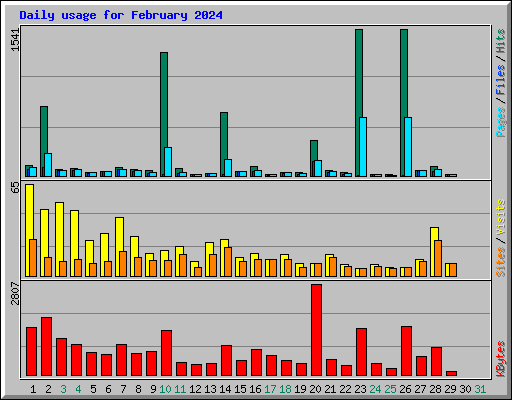 Daily usage for February 2024
1541
Pages / Files / Hits
65
Sites / Visits
2807
KBytes
1 2 3 4 5 6 7 8 9 10 11 12 13 14 15 16 17 18 19 20 21 22 23 24 25 26 27 28 29 30 31